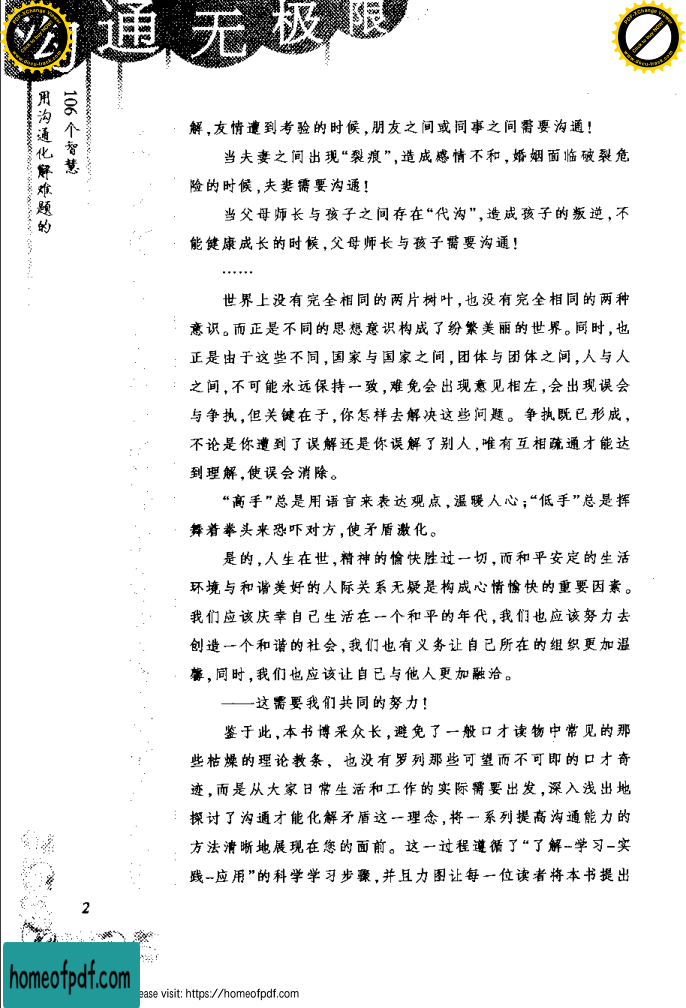 通无极限
106个智慧
用沟通化解难题的
解,友情遭到考验的时候,朋友之间或同事之间需要沟通!
当夫妻之间出现“裂痕”,造成感情不和,婚姻面临破裂危
险的时候,夫妻需要沟通!
当父母师长与孩子之间存在“代沟”,造成孩子的叛逆,不
能健康成长的时候,父母师长与孩子需要沟通!
……
世界上没有完全相同的两片树叶,也没有完全相同的两种
意识。而正是不同的思想意识构成了纷繁美丽的世界。同时,也
正是由于这些不同,国家与国家之间,团体与团体之间,人与人
之间,不可能永远保持一致,难免会出现意见相左,会出现误会
与争执,但关键在于,你怎样去解决这些问题。争执既已形成,
不论是你遭到了误解还是你误解了别人,唯有互相疏通才能达
到理解,使误会消除。
“高手”总是用语言来表达观点,温暖人心;“低手”总是挥
舞着拳头来恐吓对方,使矛盾激化。
是的,人生在世,精神的愉快胜过一切,而和平安定的生活
环境与和谐美好的人际关系无疑是构成心情愉快的重要因素。
我们应该庆幸自己生活在一个和平的年代,我们也应该努力去
创造一个和谐的社会,我们也有义务让自己所在的组织更加温
馨,同时,我们也应该让自己与他人更加融洽。
——这需要我们共同的努力!
鉴于此,本书博采众长,避免了一般口才读物中常见的那
些枯燥的理论教条、也没有罗列那些可望而不可即的口才奇
迹,而是从大家日常生活和工作的实际需要出发,深入浅出地
探讨了沟通才能化解矛盾这一理念,将一系列提高沟通能力的
方法清晰地展现在您的面前。这一过程遵循了“了解--学习-实
践--应用”的科学学习步骤,并且力图让每一位读者将本书提出
2
homeofpdf.com
ease visit: https://homeofpdf.com